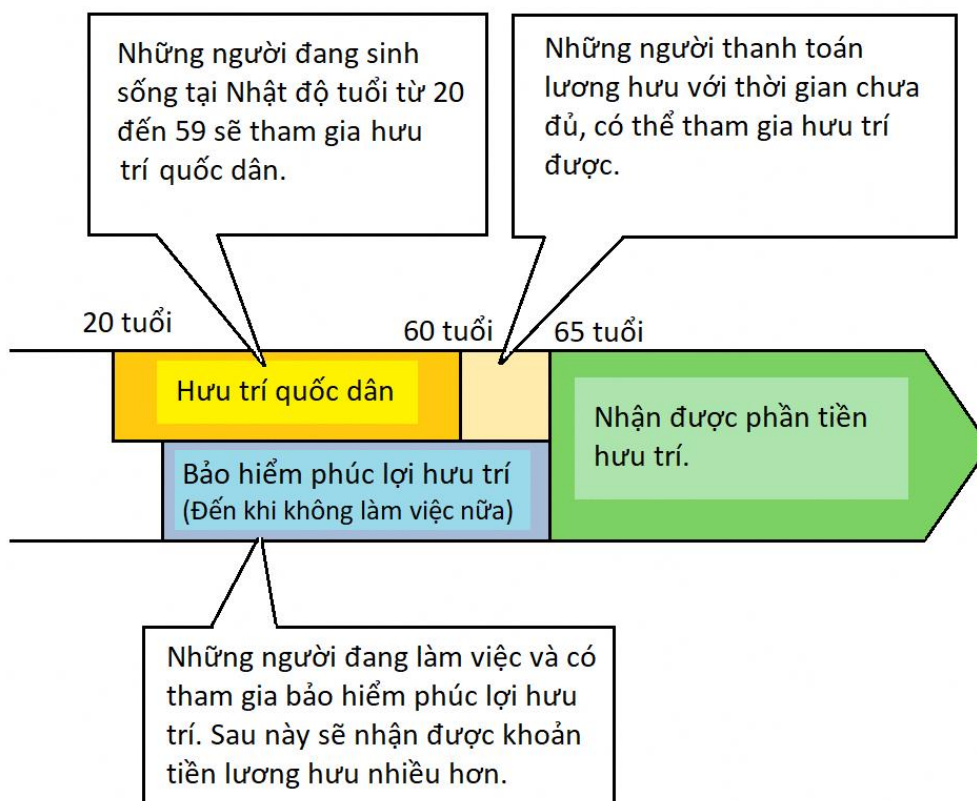 Những người đang sinh
sống tại Nhật độ tuổi từ 20
đến 59 sẽ tham gia hưu
trí quốc dân.
Những người thanh toán
lương hưu với thời gian chưa
đủ, có thể tham gia hưu trí
được.
20 tuổi
60 tuổi
65 tuổi
Hưu trí quốc dân
Nhận được phần tiền
hưu trí.
Bảo hiểm phúc lợi hưu trí
(Đến khi không làm việc nữa)
Những người đang làm việc và có
tham gia bảo hiểm phúc lợi hưu
trí. Sau này sẽ nhận được khoản
tiền lương hưu nhiều hơn.